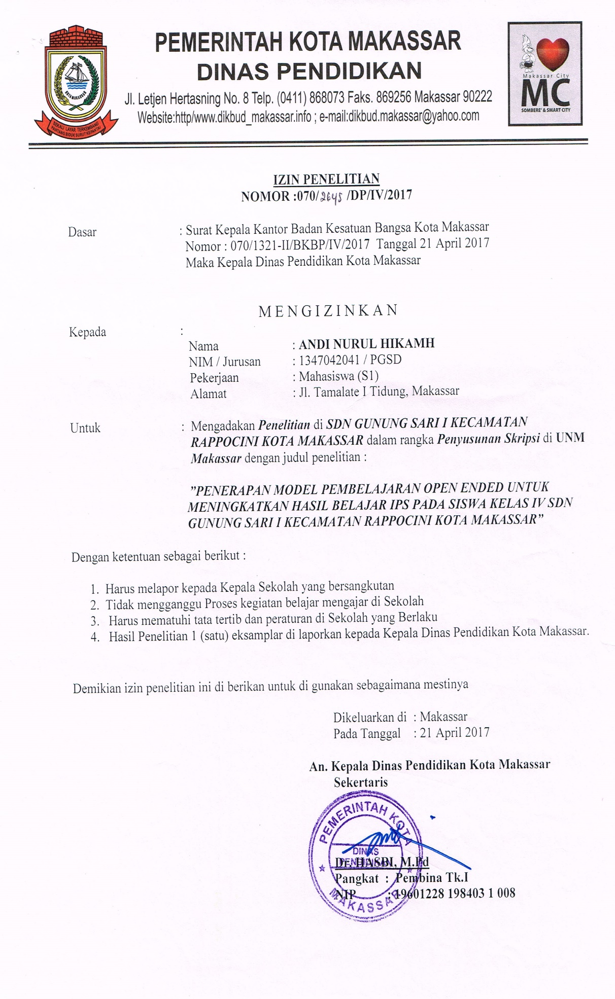 PEMERINTAH KOTA MAKASSAR
DINAS PENDIDIKAN
Jl. Letjen Hertasning No. 8 Telp. (0411) 868073 Faks. 869256 Makassar 90222
Website:http/www.dikbud_makassar.info ; e-mail:dikbud.makassar@yahoo.com
KOTA MAKASSAR
SEKALI LAYAR TERKEMBANG
PANTANG BIDUK SURUT KEPANTAI
Makassar City
MC
SOMBERE' & SMART CITY
IZIN PENELITIAN
NOMOR :070/2645 /DP/IV/2017
Dasar : Surat Kepala Kantor Badan Kesatuan Bangsa Kota Makassar
Nomor : 070/1321-II/BKBP/IV/2017 Tanggal 21 April 2017
Maka Kepala Dinas Pendidikan Kota Makassar
M E N G I Z I N K A N
Kepada :
Nama : ANDI NURUL HIKAMH
NIM / Jurusan : 1347042041 / PGSD
Pekerjaan : Mahasiswa (S1)
Alamat : Jl. Tamalate I Tidung, Makassar
Untuk : Mengadakan Penelitian di SDN GUNUNG SARI I KECAMATAN
RAPPOCINI KOTA MAKASSAR dalam rangka Penyusunan Skripsi di UNM
Makassar dengan judul penelitian :
"PENERAPAN MODEL PEMBELAJARAN OPEN ENDED UNTUK
MENINGKATKAN HASIL BELAJAR IPS PADA SISWA KELAS IV SDN
GUNUNG SARI I KECAMATAN RAPPOCINI KOTA MAKASSAR"
Dengan ketentuan sebagai berikut :
1. Harus melapor kepada Kepala Sekolah yang bersangkutan
2. Tidak mengganggu Proses kegiatan belajar mengajar di Sekolah
3. Harus mematuhi tata tertib dan peraturan di Sekolah yang Berlaku
4. Hasil Penelitian 1 (satu) eksamplar di laporkan kepada Kepala Dinas Pendidikan Kota Makassar.
Demikian izin penelitian ini di berikan untuk di gunakan sebagaimana mestinya
Dikeluarkan di : Makassar
Pada Tanggal : 21 April 2017
An. Kepala Dinas Pendidikan Kota Makassar
Sekertaris
PEMERINTAH KOTA
DINAS
PENDIDIKAN
MAKASSAR
Dr. HASBI, M.Pd
Pangkat : Pembina Tk.I
NIP : 19601228 198403 1 008